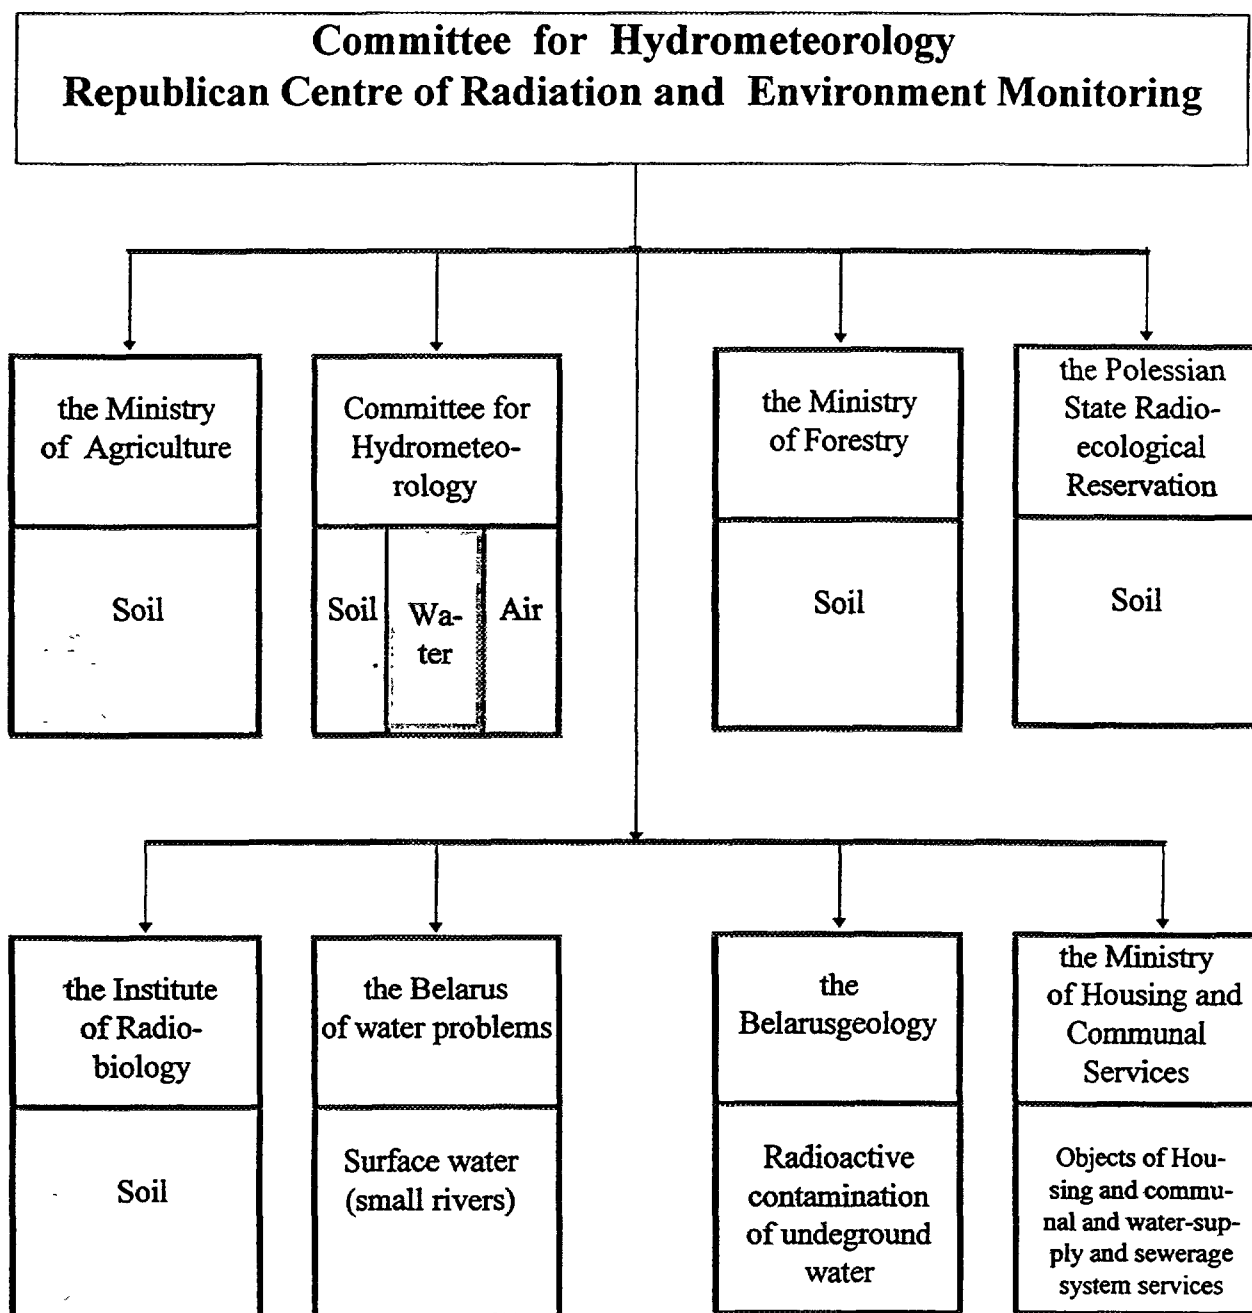 Committee for Hydrometeorology
Republican Centre of Radiation and Environment Monitoring
the Ministry
of Agriculture
Soil
Committee for
Hydrometeo-
rology
Soil
Wa-
ter
Air
the Ministry
of Forestry
Soil
the Polessian
State Radio-
ecological
Reservation
Soil
the Institute
of Radio-
biology
Soil
the Belarus
of water problems
Surface water
(small rivers)
the
Belarusgeology
Radioactive
contamination
of undeground
water
the Ministry
of Housing and
Communal
Services
Objects of Hou-
sing and commu-
nal and water-sup-
ply and sewerage
system services